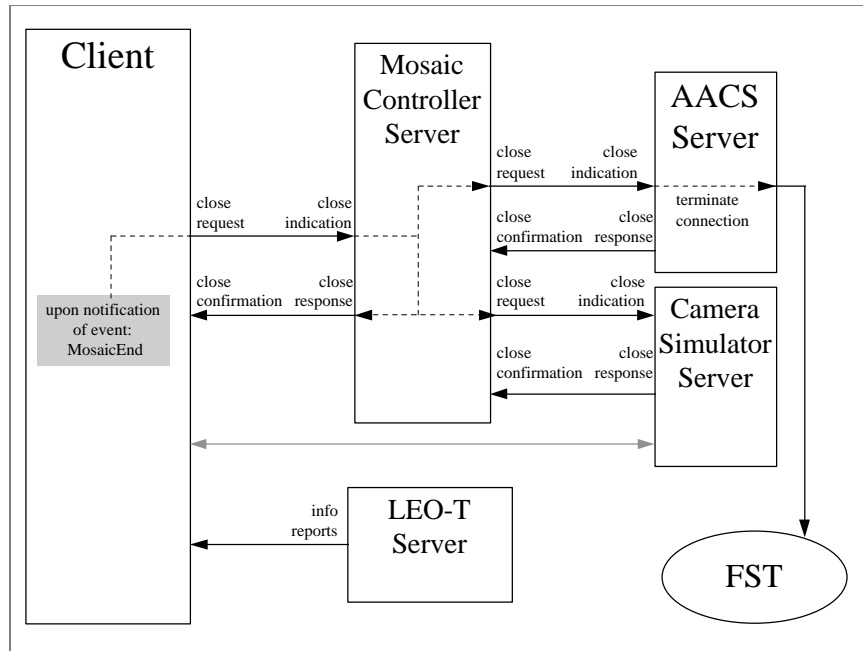 Client
Mosaic
Controller
Server
AACS
Server
close
request
close
indication
close
request
close
indication
terminate
connection
close
confirmation
close
response
close
confirmation
close
response
close
request
close
indication
upon notification
of event:
MosaicEnd
Camera
Simulator
Server
close
confirmation
close
response
info
reports
LEO-T
Server
FST